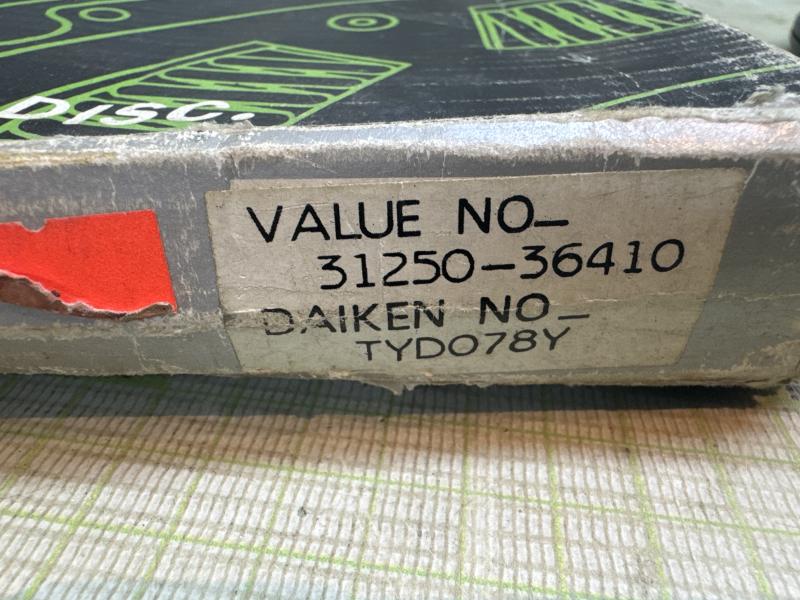 DISC.
VALUE NO_
31250-36410
DAIKEN NO_
TYD078Y